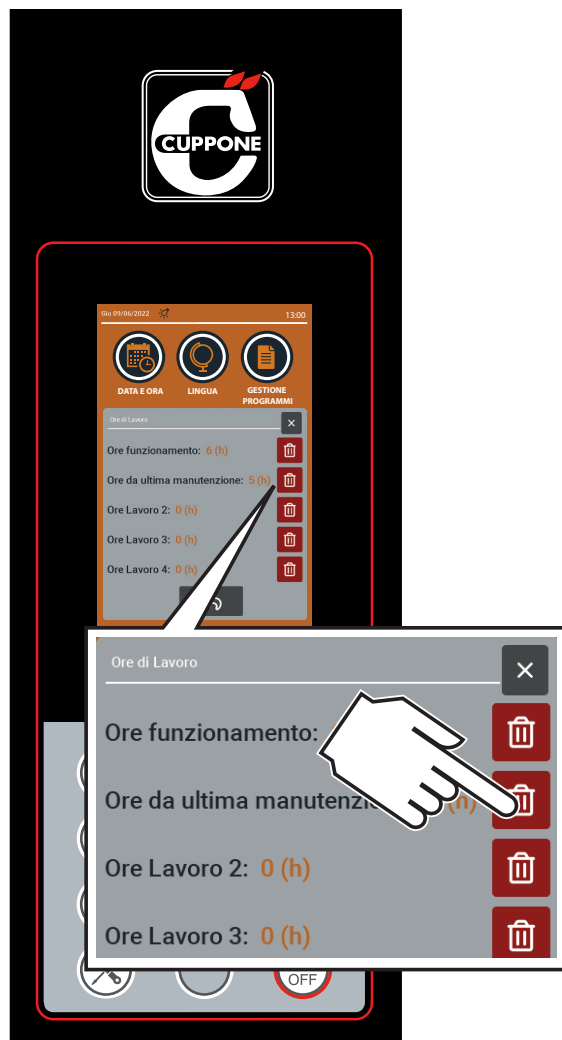 CUPPONE
Gio 09/06/2022 13:00
DATA E ORA LINGUA GESTIONE PROGRAMMI
Ore di Lavoro
Ore funzionamento: 6 (h)
Ore da ultima manutenzione: 5 (h)
Ore Lavoro 2: 0 (h)
Ore Lavoro 3: 0 (h)
Ore Lavoro 4: 0 (h)
Ore di Lavoro
Ore funzionamento:
Ore da ultima (h)
Ore Lavoro 2: 0 (h)
Ore Lavoro 3: 0 (h)
OFF